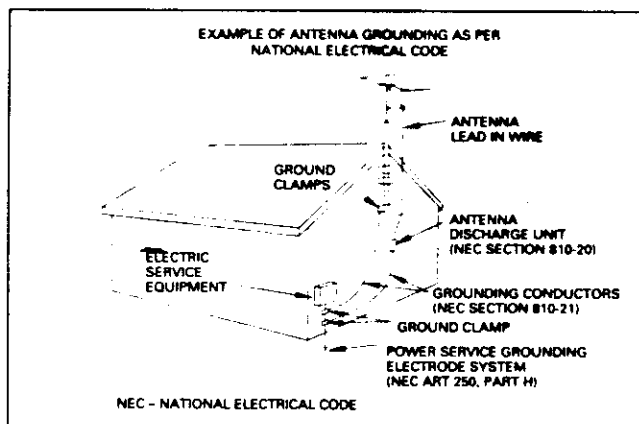 EXAMPLE OF ANTENNA GROUNDING AS PER
NATIONAL ELECTRICAL CODE
ANTENNA
LEAD IN WIRE
GROUND
CLAMPS
ANTENNA
DISCHARGE UNIT
(NEC SECTION 810-20)
ELECTRIC
SERVICE
EQUIPMENT
GROUNDING CONDUCTORS
(NEC SECTION 810-21)
GROUND CLAMP
POWER SERVICE GROUNDING
ELECTRODE SYSTEM
(NEC ART 250, PART H)
NEC – NATIONAL ELECTRICAL CODE